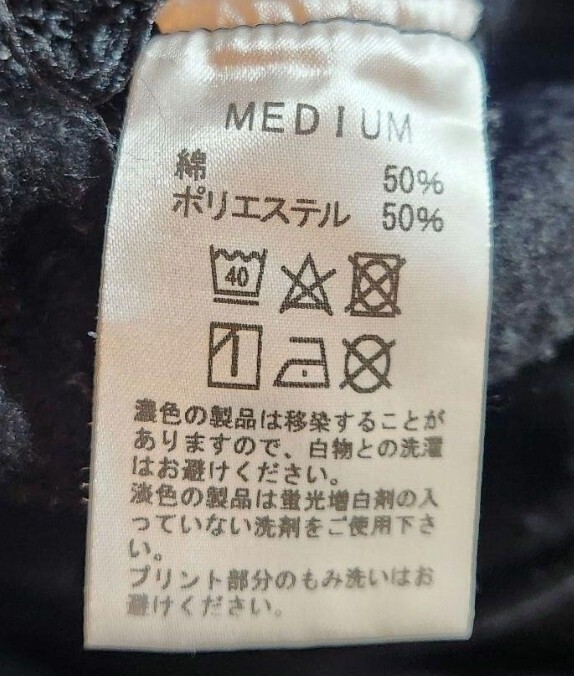 MEDIUM
綿 50%
ポリエステル 50%
40
濃色の製品は移染することが
ありますので、白物との洗濯
はお避けください。
淡色の製品は蛍光増白剤の入
っていない洗剤をご使用下さ
い。
プリント部分のもみ洗いはお
避けください。